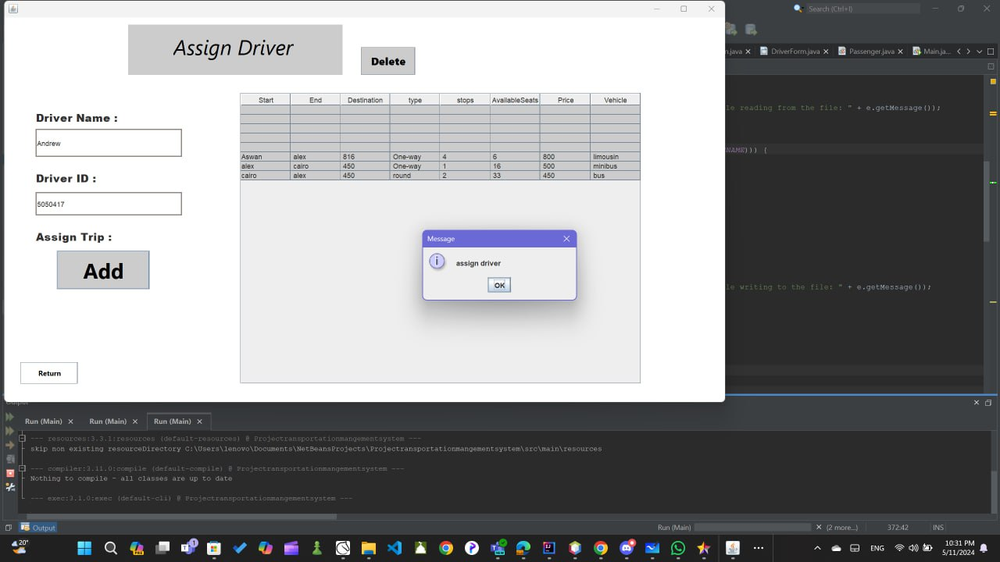 Search (Ctrl+I)
Assign Driver
Delete
n.java DriverForm.java Passenger.java Main.ja...
Start End Destination type stops AvailableSeats Price Vehicle
Aswan alex 816 One-way 4 6 800 limousin
alex cairo 450 One-way 1 16 500 minibus
cairo alex 450 round 2 33 450 bus
Driver Name :
Andrew
Driver ID :
5050417
Assign Trip :
Add
Return
Message
assign driver
OK
le reading from the file: " + e.getMessage());
NAME))) {
le writing to the file: " + e.getMessage());
Output
Run (Main) Run (Main) Run (Main)
--- resources:3.3.1:resources (default-resources) @ Projectransportationmangementsystem ---
skip non existing resourceDirectory C:\Users\lenovo\Documents\NetBeansProjects\Projectransportationmangementsystem\src\main\resources
--- compiler:3.11.0:compile (default-compile) @ Projectransportationmangementsystem ---
Nothing to compile - all classes are up to date
--- exec:3.1.0:exec (default-cli) @ Projectransportationmangementsystem ---
Output
Run (Main) (2 more...) 372:42 INS
20°
1
ENG
10:31 PM
5/11/2024